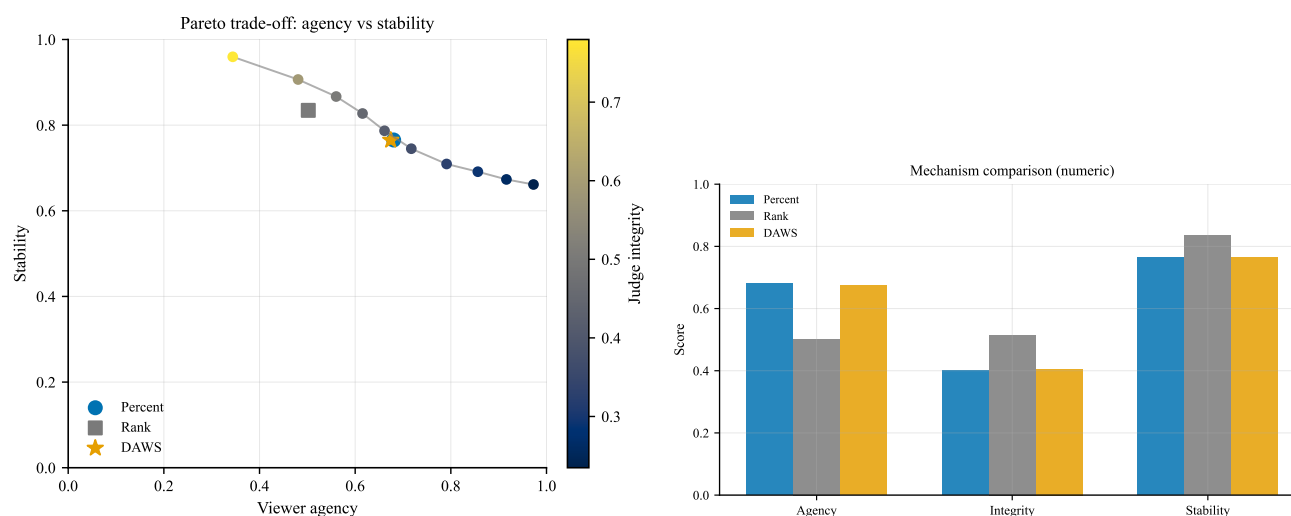 Pareto trade-off: agency vs stability
1.0
0.8
0.6
0.4
0.2
0.0
Stability
0.0
0.2
0.4
0.6
0.8
1.0
Viewer agency
Percent
Rank
DAWS
0.7
0.6
0.5
0.4
0.3
Judge integrity
Mechanism comparison (numeric)
1.0
0.8
0.6
0.4
0.2
0.0
Score
Percent
Rank
DAWS
Agency
Integrity
Stability